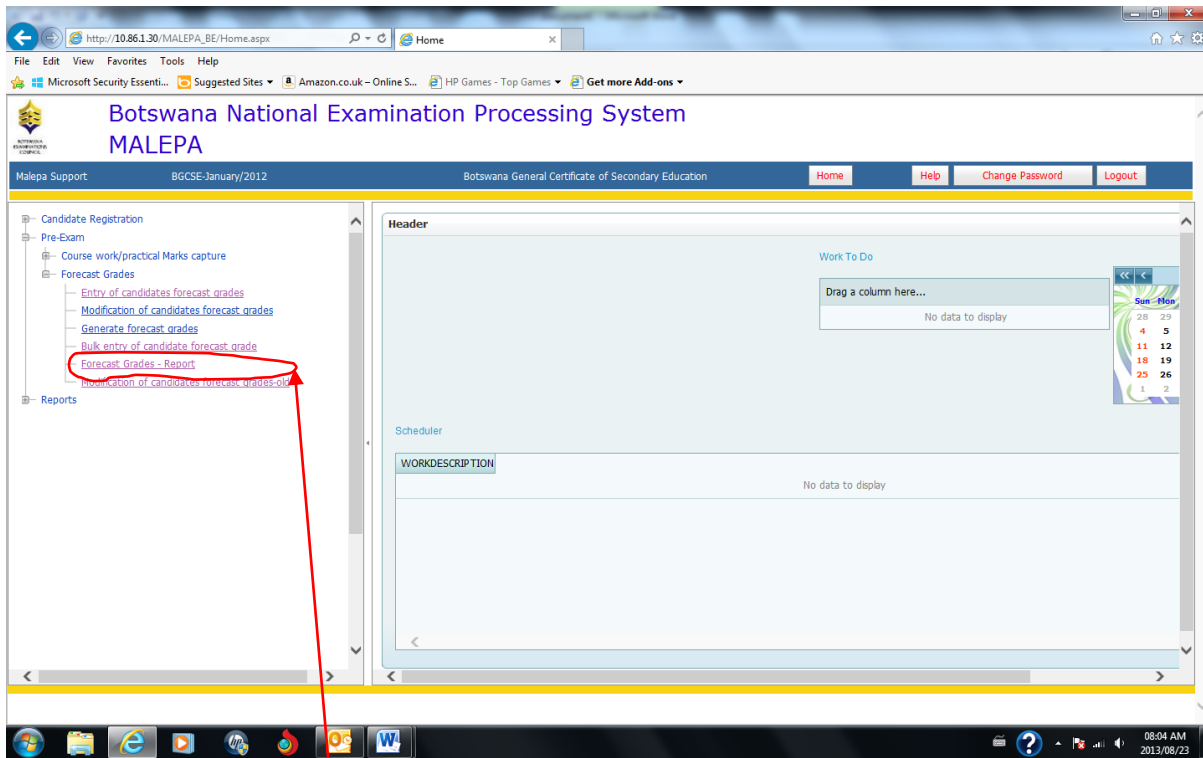 http://10.86.1.30/MALEPA_BE/Home.aspx
Home
File Edit View Favorites Tools Help
Microsoft Security Essenti... Suggested Sites Amazon.co.uk – Online S... HP Games - Top Games Get more Add-ons
BOTSWANA
EXAMINATIONS
COUNCIL
Botswana National Examination Processing System
MALEPA
Malepa Support BGCSE-January/2012 Botswana General Certificate of Secondary Education Home Help Change Password Logout
Candidate Registration
Pre-Exam
Course work/practical Marks capture
Forecast Grades
Entry of candidates forecast grades
Modification of candidates forecast grades
Generate forecast grades
Bulk entry of candidate forecast grade
Forecast Grades - Report
Modification of candidates forecast grades-old
Reports
Header
Work To Do
Drag a column here...
No data to display
<< <
Sun Mon
28 29
4 5
11 12
18 19
25 26
1 2
Scheduler
WORKDESCRIPTION
No data to display
hp
W
08:04 AM
2013/08/23